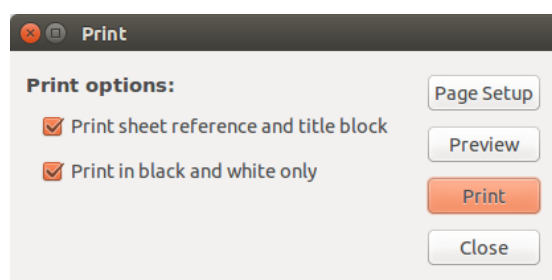 Print
Print options:
Print sheet reference and title block
Print in black and white only
Page Setup
Preview
Print
Close